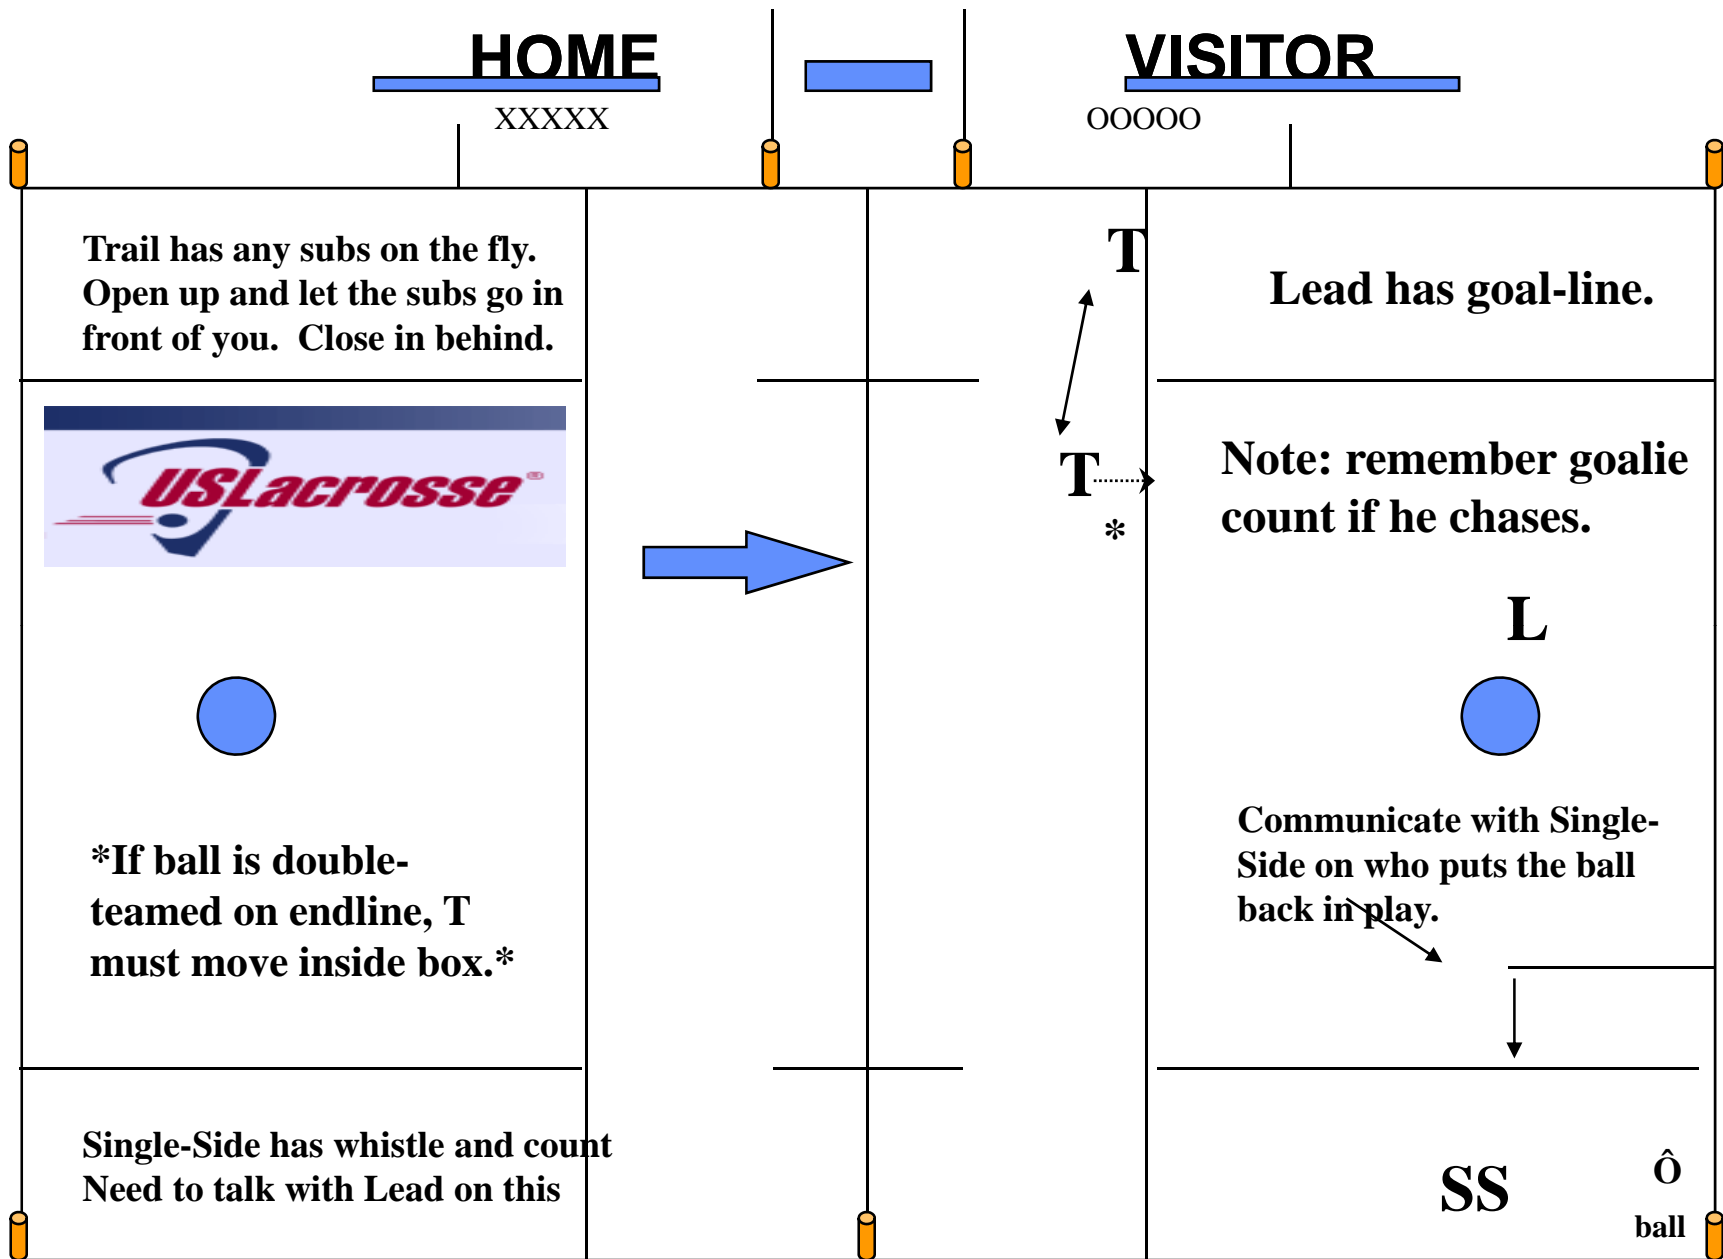 HOME
VISITOR
XXXXX
OOOOO
Trail has any subs on the fly.
Open up and let the subs go in
front of you. Close in behind.
T
Lead has goal-line.
USLacrosse®
T
*
Note: remember goalie
count if he chases.
L
Communicate with Single-
Side on who puts the ball
back in play.
*If ball is double-
teamed on endline, T
must move inside box.*
Single-Side has whistle and count
Need to talk with Lead on this
SS
Ô
ball